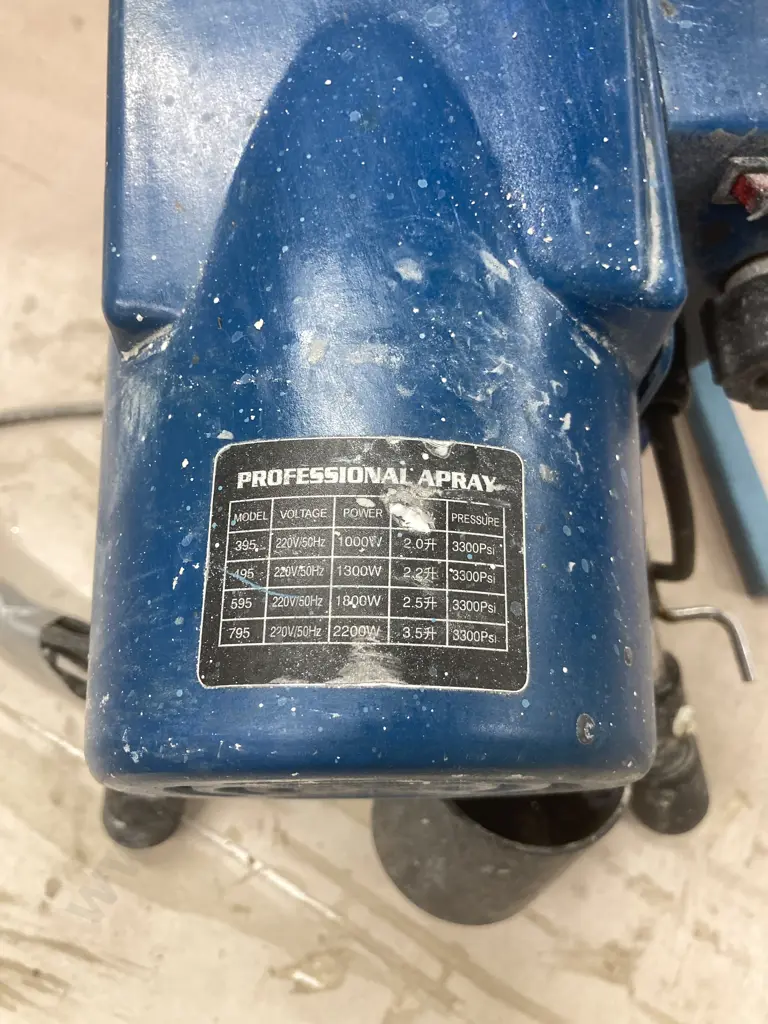 PROFESSIONAL APRAY
MODEL VOLTAGE POWER PRESSURE
395 220V/50Hz 1000W 2.0升 3300Psi
495 220V/50Hz 1300W 2.2升 3300Psi
595 220V/50Hz 1800W 2.5升 3300Psi
795 220V/50Hz 2200W 3.5升 3300Psi